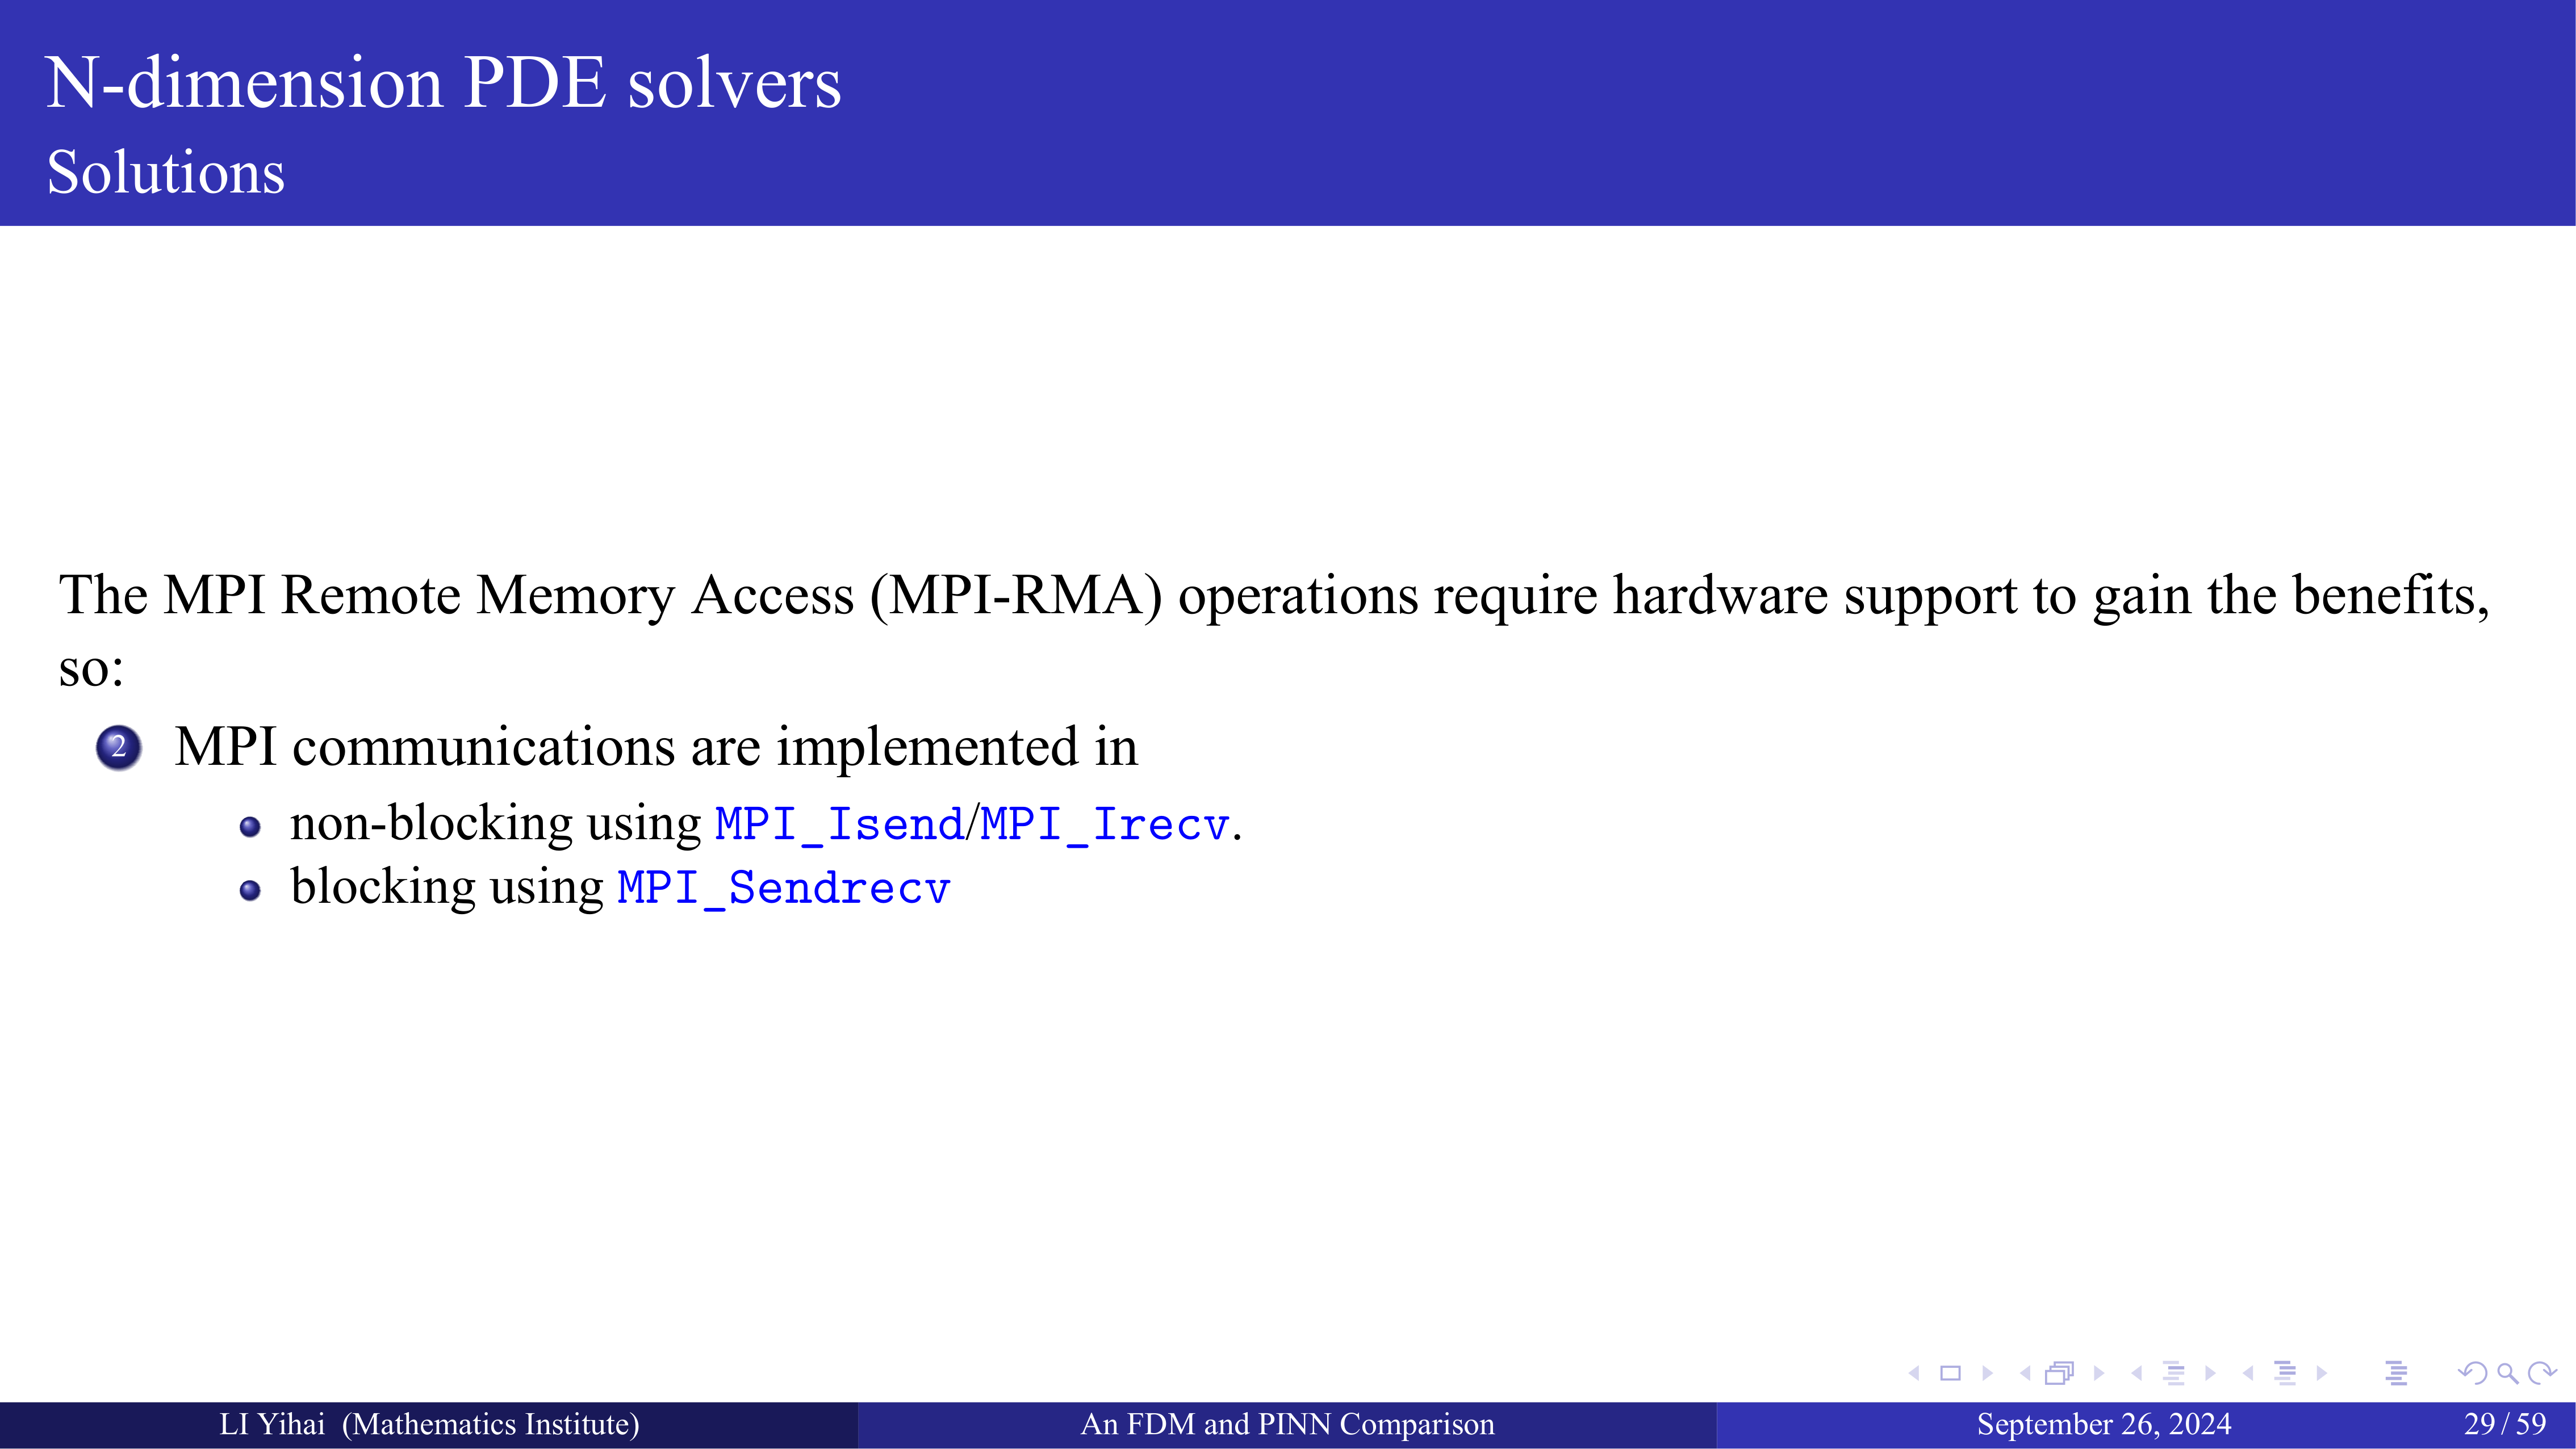 N-dimension PDE solvers
Solutions
The MPI Remote Memory Access (MPI-RMA) operations require hardware support to gain the benefits,
so:
2 MPI communications are implemented in
non-blocking using MPI_Isend/MPI_Irecv.
blocking using MPI_Sendrecv
LI Yihai (Mathematics Institute) An FDM and PINN Comparison September 26, 2024 29 / 59